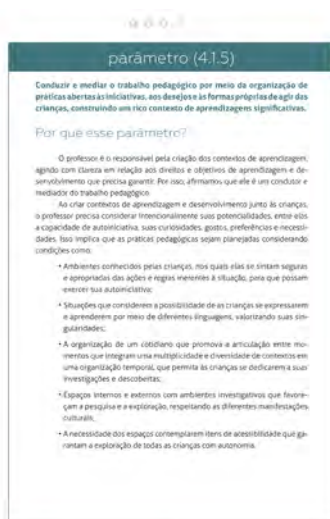 parâmetro (4.1.5)
Conduzir e mediar o trabalho pedagógico por meio da organização de
práticas abertas às iniciativas, aos desejos e às formas próprias de agir das
crianças, construindo um rico contexto de aprendizagens significativas.
Por que esse parâmetro?
O professor é o responsável pela criação dos contextos de aprendizagem,
agindo com clareza em relação aos direitos e objetivos de aprendizagem e de-
senvolvimento que precisa garantir. Por isso, afirmamos que ele é um condutor e
mediador do trabalho pedagógico.
Ao criar contextos de aprendizagem e desenvolvimento junto às crianças,
o professor precisa considerar intencionalmente suas potencialidades, entre elas
a capacidade de autoiniciativa, suas curiosidades, gostos, preferências e necessi-
dades. Isso implica que as práticas pedagógicas sejam planejadas considerando
condições como:
• Ambientes conhecidos pelas crianças, nos quais elas se sintam seguras
e apropriadas das ações e regras inerentes à situação, para que possam
exercer sua autoiniciativa;
• Situações que considerem a possibilidade de as crianças se expressarem
e aprenderem por meio de diferentes linguagens, valorizando suas sin-
gularidades;
• A organização de um cotidiano que promova a articulação entre mo-
mentos que integram uma multiplicidade e diversidade de contextos em
uma organização temporal, que permita às crianças se dedicarem a suas
investigações e descobertas;
• Espaços internos e externos com ambientes investigativos que favore-
çam a pesquisa e a exploração, respeitando as diferentes manifestações
culturais;
• A necessidade dos espaços contemplarem itens de acessibilidade que ga-
rantam a exploração de todas as crianças com autonomia.